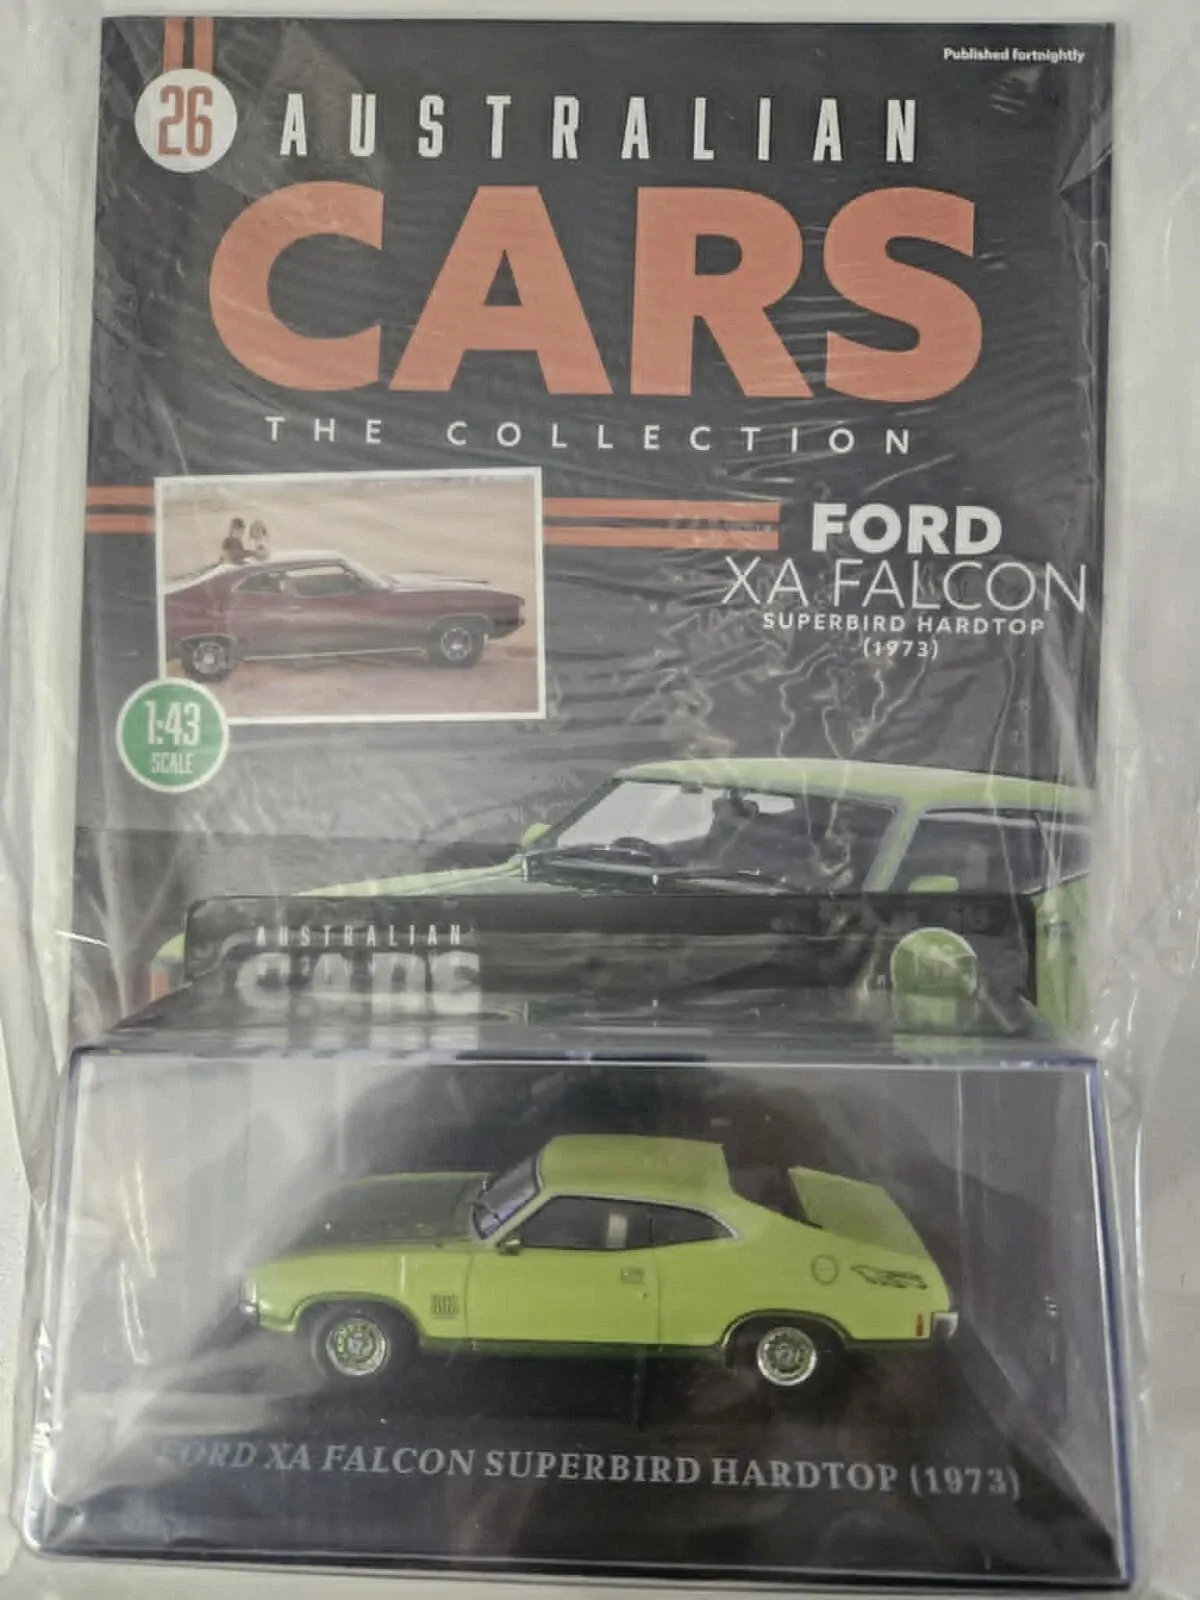 Published fortnightly
26
AUSTRALIAN
CARS
THE COLLECTION
FORD
XA FALCON
SUPERBIRD HARDTOP
(1973)
1:43
SCALE
AUSTRALIAN
CARS
FORD XA FALCON SUPERBIRD HARDTOP (1973)